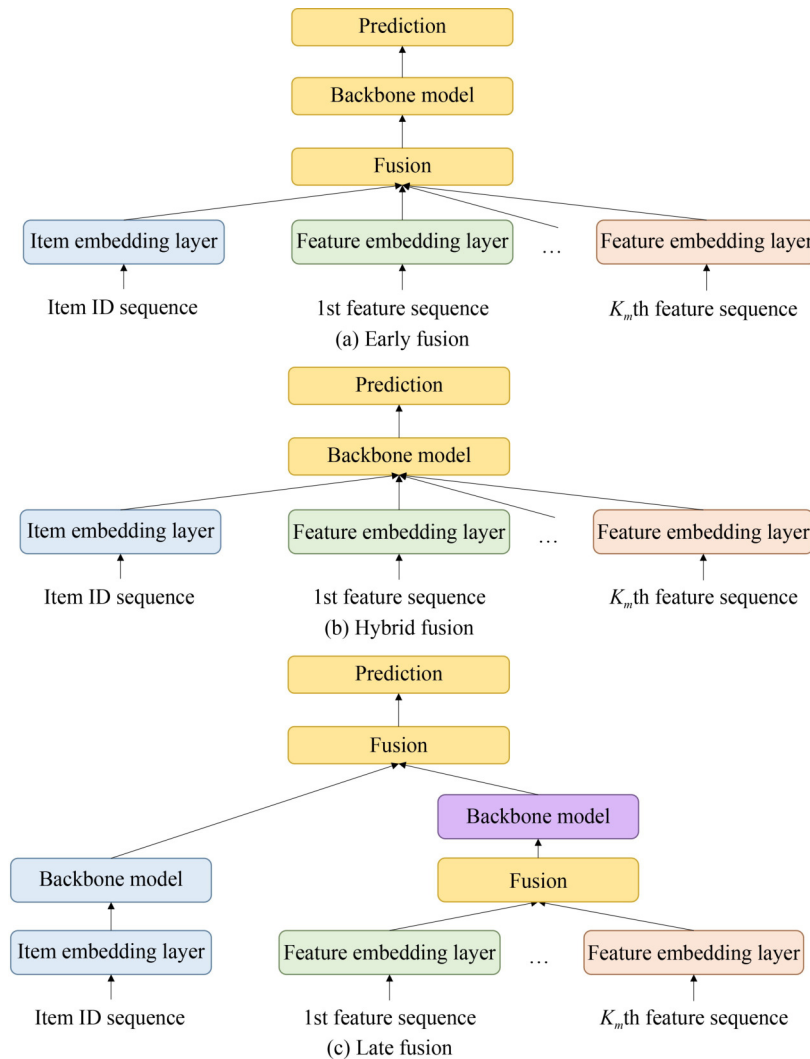 Prediction
Backbone model
Fusion
Item embedding layer
Feature embedding layer
...
Feature embedding layer
Item ID sequence
1st feature sequence
Kmth feature sequence
(a) Early fusion
Prediction
Backbone model
Item embedding layer
Feature embedding layer
...
Feature embedding layer
Item ID sequence
1st feature sequence
Kmth feature sequence
(b) Hybrid fusion
Prediction
Fusion
Backbone model
Backbone model
Fusion
Item embedding layer
Feature embedding layer
...
Feature embedding layer
Item ID sequence
1st feature sequence
Kmth feature sequence
(c) Late fusion